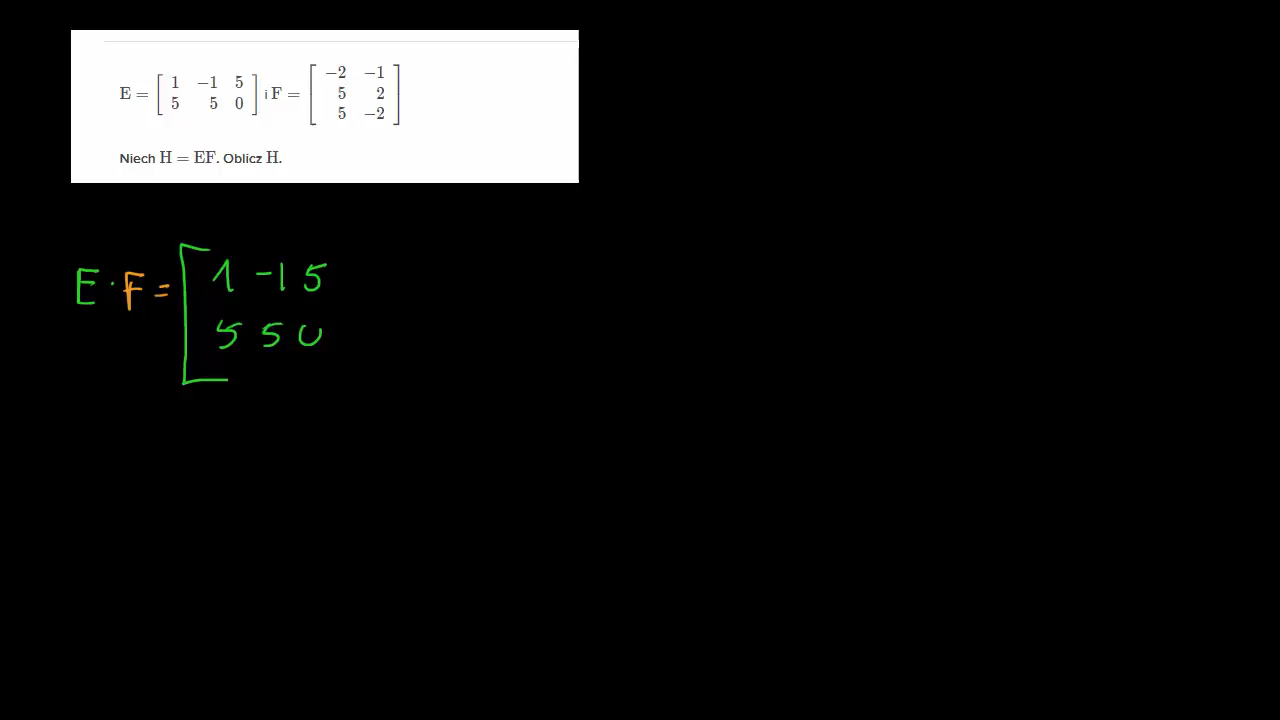 E = [ 1 −1 5 ; 5 5 0 ] i F = [ −2 −1 ; 5 2 ; 5 −2 ]
Niech H = EF. Oblicz H.
E · F = [ 1 -1 5
5 5 0